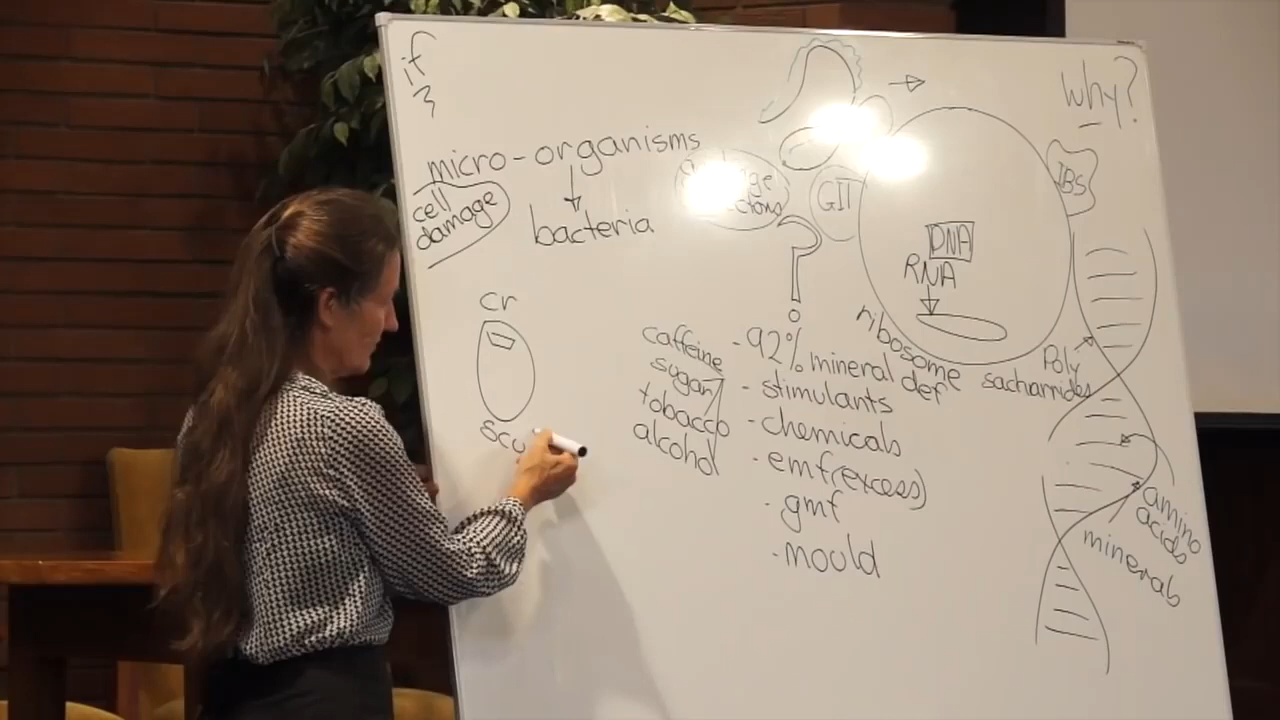 if
3
why?
micro-organisms
cell
damage
bacteria
GIT
IBS
DNA
RNA
ribosome
cr
scu
caffeine
sugar
tobacco
alcohol
- 92% mineral def
- stimulants
- chemicals
- emf (excess)
- gmf
- mould
Poly
sacharrides
amino
acids
minerals